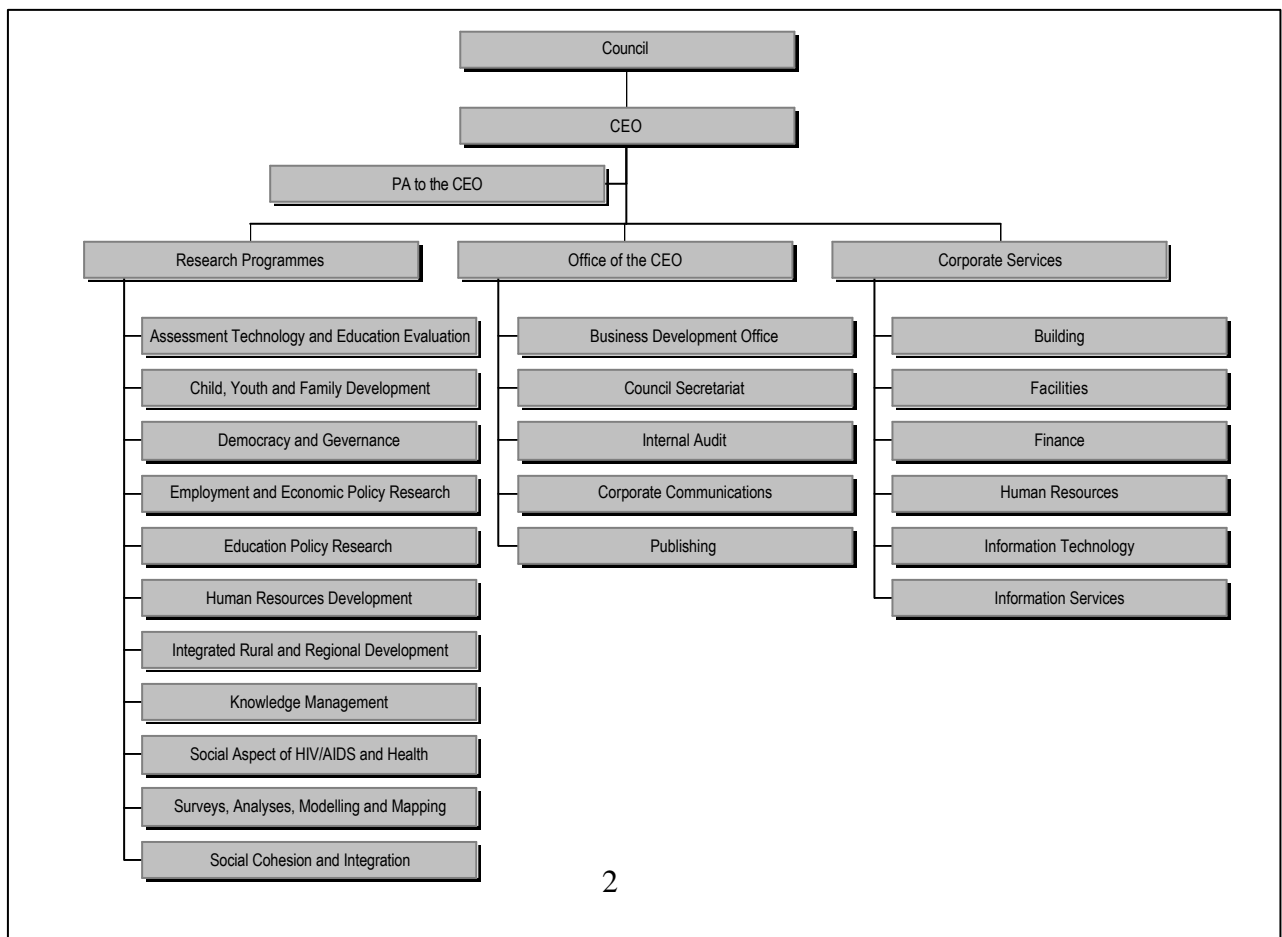 Council
CEO
PA to the CEO
Research Programmes
Office of the CEO
Corporate Services
Assessment Technology and Education Evaluation
Child, Youth and Family Development
Democracy and Gevernance
Employment and Economic Policy Research
Education Policy Research
Human Resources Development
Integrated Rural and Regional Development
Knowledge Management
Social Aspect of HIV/AIDS and Health
Surveys, Analyses, Modelling and Mapping
Social Cohesion and Integration
Business Development Office
Council Secretariat
Internal Audit
Corporate Communications
Publishing
Building
Facilities
Finance
Human Resources
Information Technology
Information Services
2